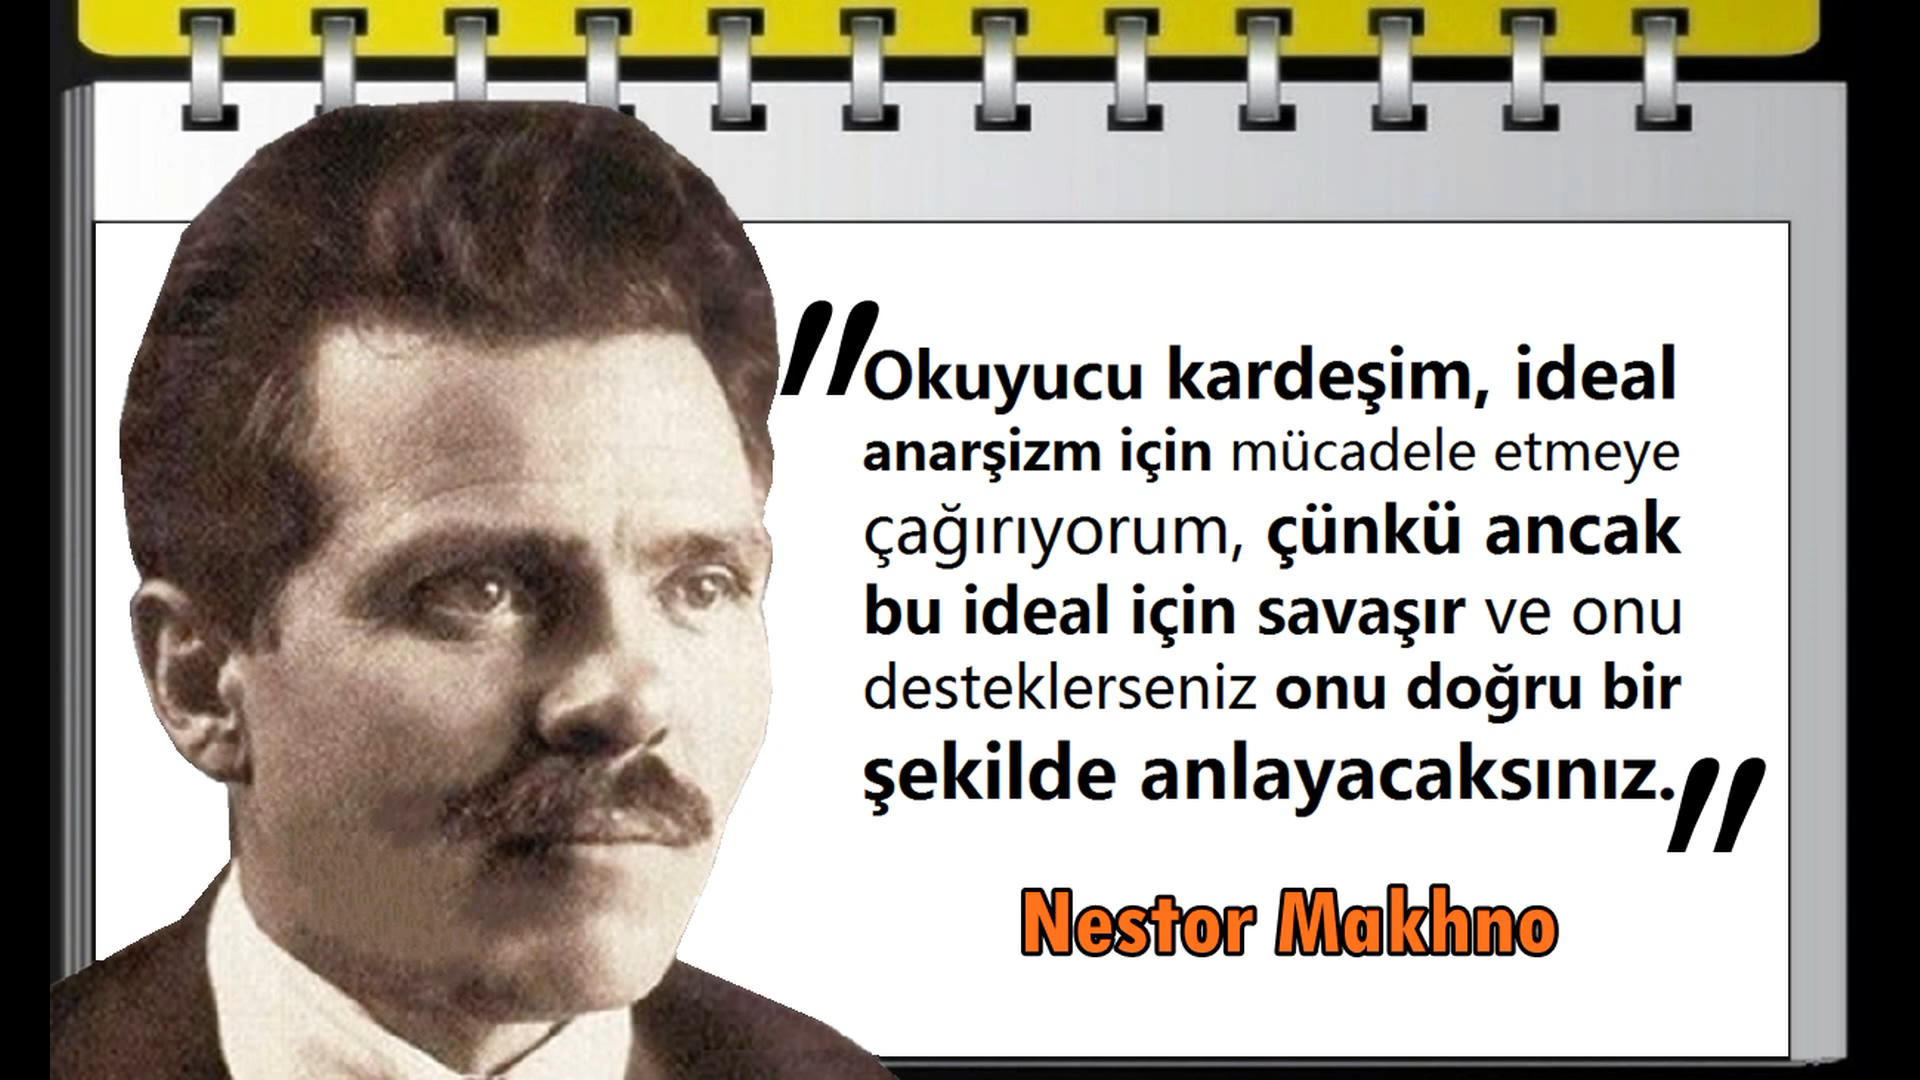 "Okuyucu kardeşim, ideal
anarşizm için mücadele etmeye
çağırıyorum, çünkü ancak
bu ideal için savaşır ve onu
desteklerseniz onu doğru bir
şekilde anlayacaksınız."
Nestor Makhno